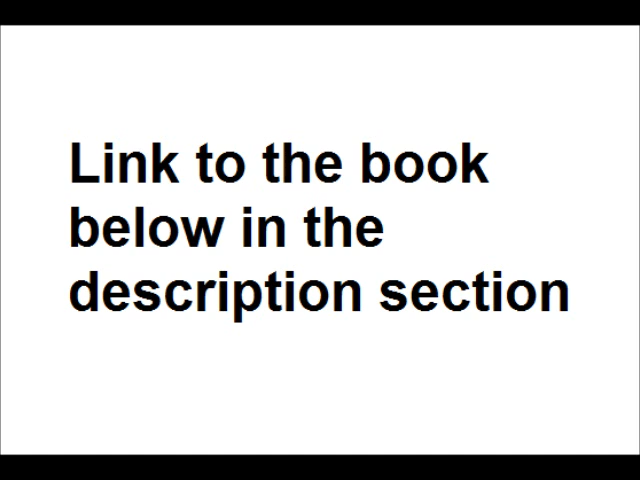 Link to the book
below in the
description section